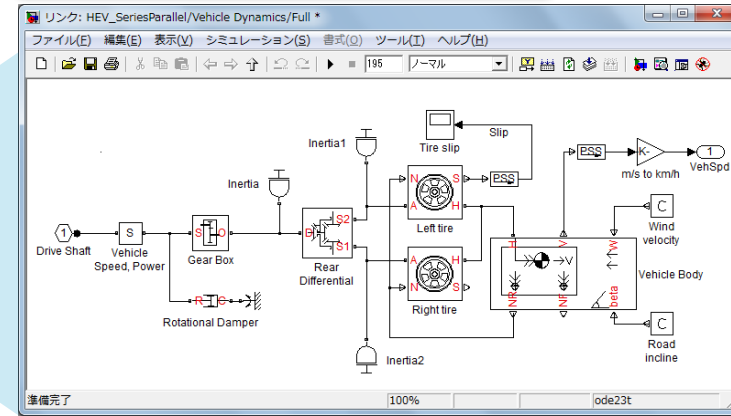 リンク: HEV_SeriesParallel/Vehicle Dynamics/Full *
ファイル(F) 編集(E) 表示(V) シミュレーション(S) 書式(O) ツール(T) ヘルプ(H)
195 ノーマル
Slip
Inertia1
Tire slip
PSS
K-
1
VehSpd
m/s to km/h
Inertia
N S PSS
A H
C
Left tire
Wind
velocity
1
Drive Shaft
S
Vehicle
Speed, Power
S O
Gear Box
D S2 S1
Rear
Differential
H V W
V
NR NF beta
Vehicle Body
A H
N S
Right tire
R C
Rotational Damper
C
Road
incline
Inertia2
準備完了 100% ode23t